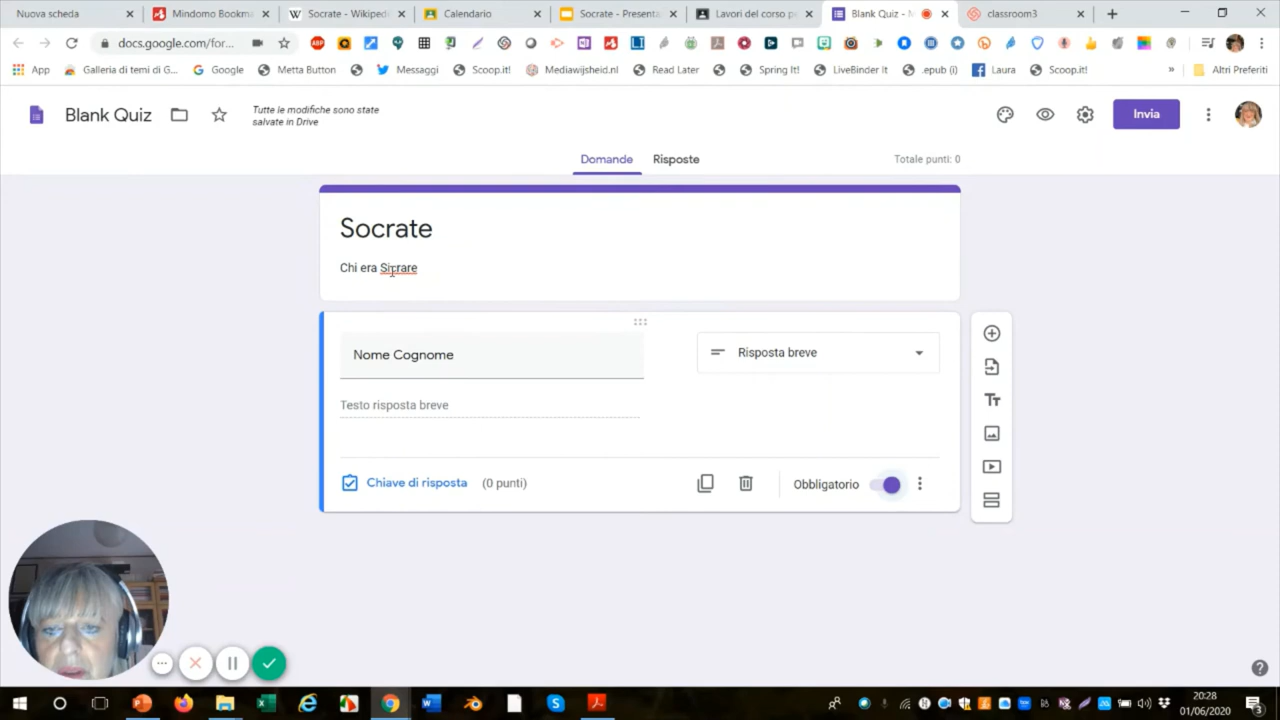 Nuova scheda
Mindomo Bookma
Socrate - Wikiped
Calendario
Socrate - Presenta
Lavori del corso pe
Blank Quiz - M
classroom3
docs.google.com/for...
App
Galleria di temi di G...
Google
Metta Button
Messaggi
Scoop.it!
Mediawijsheid.nl
Read Later
Spring It!
LiveBinder It
.epub (i)
Laura
Scoop.it!
Altri Preferiti
Blank Quiz
Tutte le modifiche sono state
salvate in Drive
Invia
Domande
Risposte
Totale punti: 0
Socrate
Chi era
Nome Cognome
Risposta breve
Testo risposta breve
Chiave di risposta
(0 punti)
Obbligatorio
20:28
01/06/2020